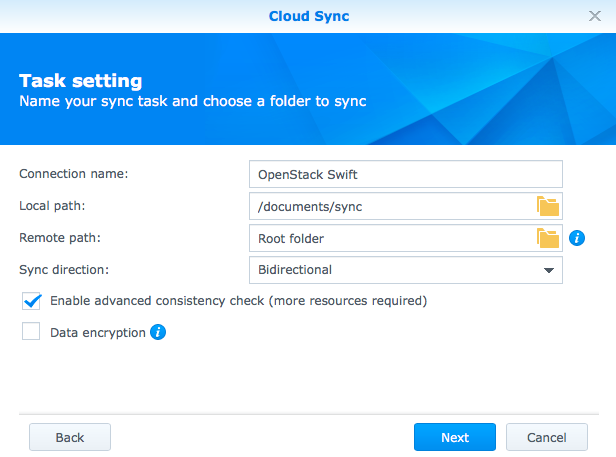 Cloud Sync
Task setting
Name your sync task and choose a folder to sync
Connection name: OpenStack Swift
Local path: /documents/sync
Remote path: Root folder
Sync direction: Bidirectional
Enable advanced consistency check (more resources required)
Data encryption
Back Next Cancel